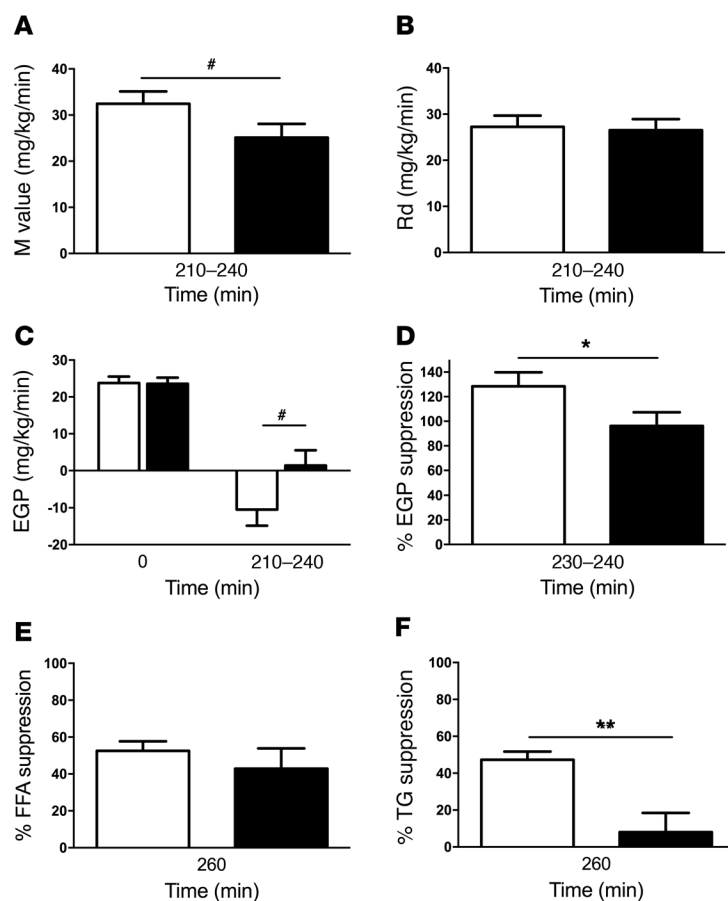 A
M value (mg/kg/min)
40
30
20
10
0
#
210–240
Time (min)
B
Rd (mg/kg/min)
40
30
20
10
0
210–240
Time (min)
C
EGP (mg/kg/min)
30
20
10
0
-10
-20
#
0 210–240
Time (min)
D
% EGP suppression
140
120
100
80
60
40
20
0
*
230–240
Time (min)
E
% FFA suppression
100
80
60
40
20
0
260
Time (min)
F
% TG suppression
100
80
60
40
20
0
**
260
Time (min)